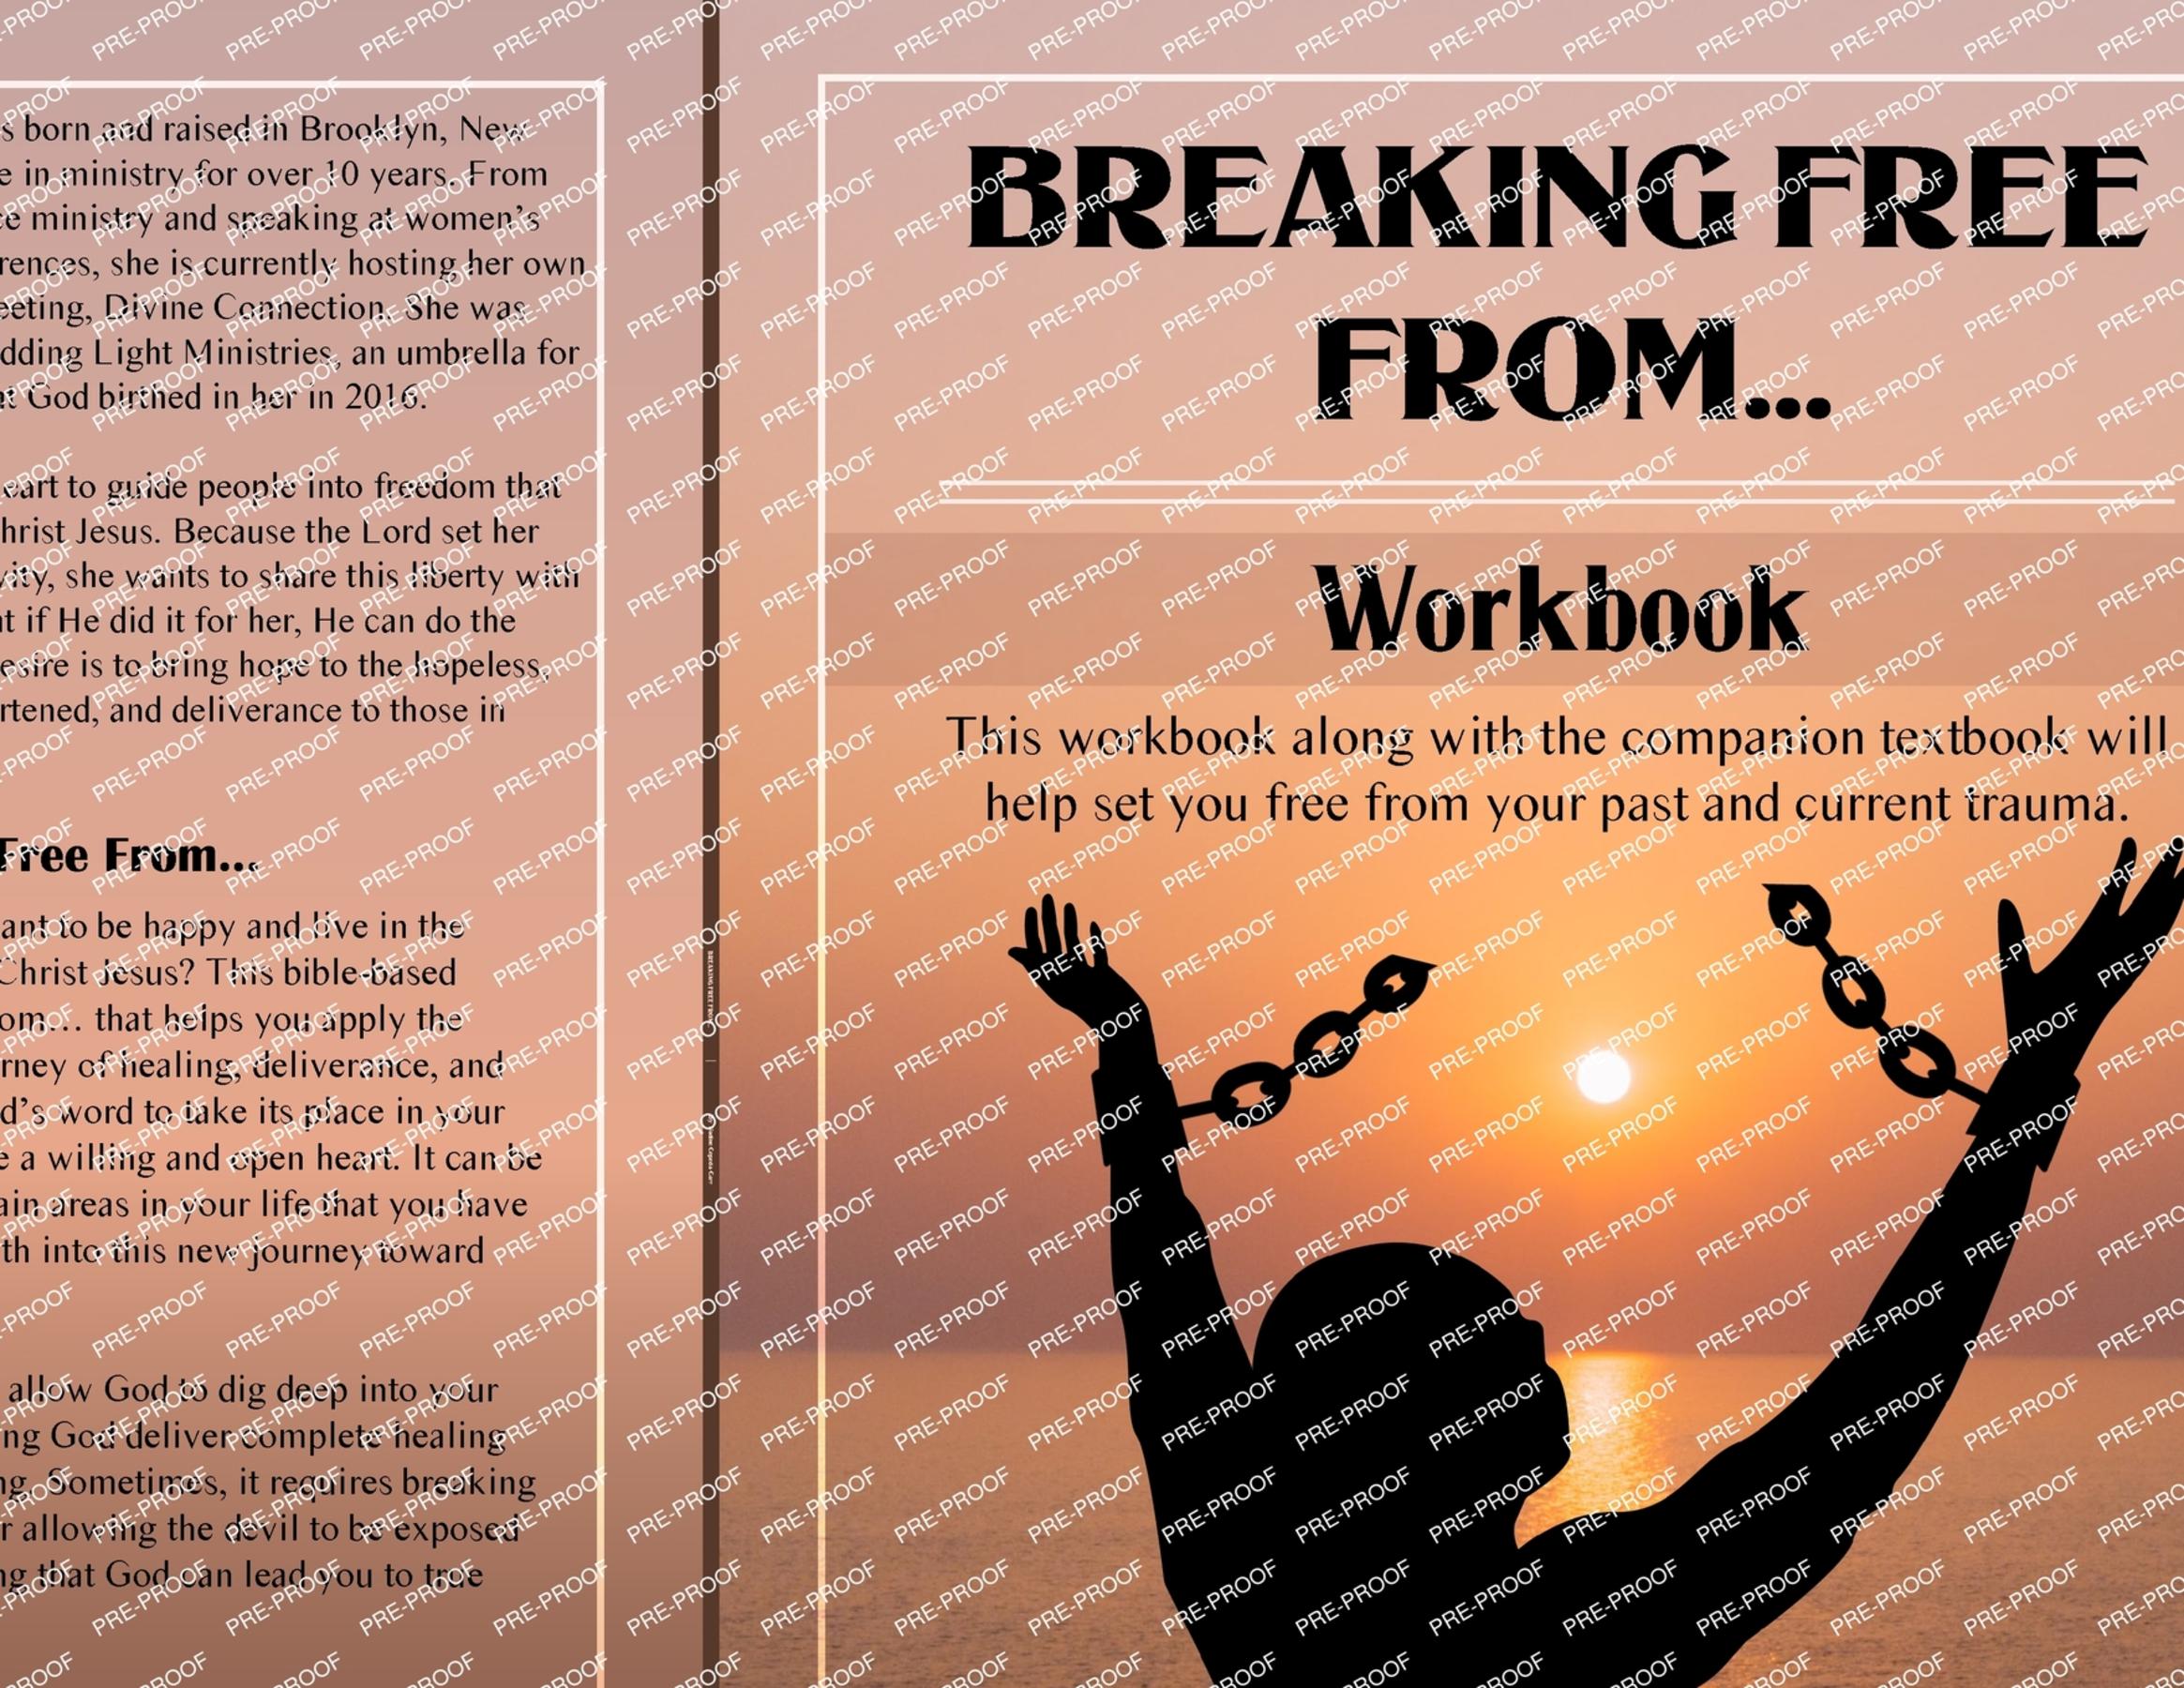 s born and raised in Brooklyn, New
e in ministry for over 10 years. From
ce ministry and speaking at women's
rences, she is currently hosting her own
eeting, Divine Connection. She was
dding Light Ministries, an umbrella for
at God birthed in her in 2016.
eart to guide people into freedom that
hrist Jesus. Because the Lord set her
vity, she wants to share this liberty with
at if He did it for her, He can do the
esire is to bring hope to the hopeless,
rtened, and deliverance to those in
Free From...
ant to be happy and live in the
Christ Jesus? This bible-based
om... that helps you apply the
rney of healing, deliverance, and
d's word to take its place in your
e a willing and open heart. It can be
ain areas in your life that you have
th into this new journey toward
allow God to dig deep into your
ng God deliver complete healing
ng. Sometimes, it requires breaking
r allowing the devil to be exposed
ng that God can lead you to true
BREAKING FREE
BREAKING FREE
FROM...
Workbook
This workbook along with the companion textbook will
help set you free from your past and current trauma.
PRE-PROOF